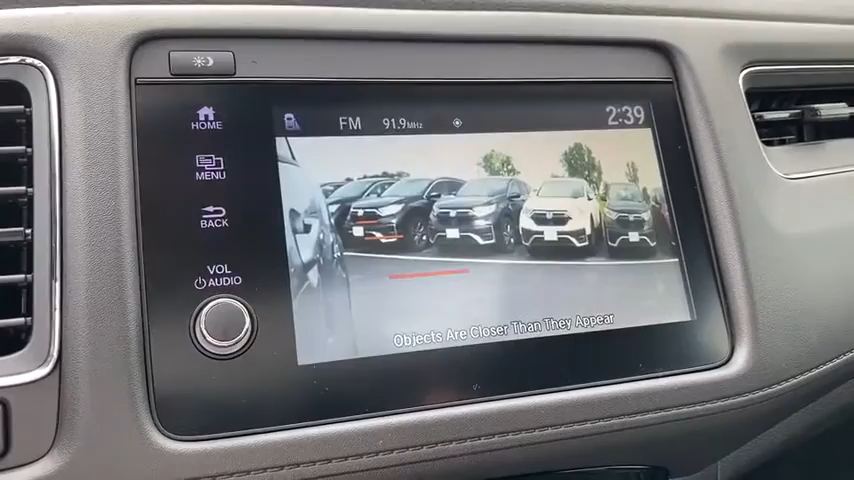 HOME
MENU
BACK
VOL
AUDIO
FM 91.9MHz 2:39
Objects Are Closer Than They Appear